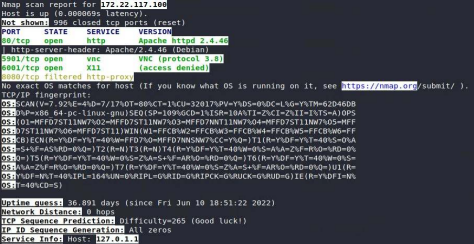 Nmap scan report for 172.22.117.100
Host is up (0.000069s latency).
Not shown: 996 closed tcp ports (reset)
PORT STATE SERVICE VERSION
80/tcp open http Apache httpd 2.4.46
|_http-server-header: Apache/2.4.46 (Debian)
5901/tcp open vnc VNC (protocol 3.8)
6001/tcp open X11 (access denied)
8080/tcp filtered http-proxy
No exact OS matches for host (If you know what OS is running on it, see https://nmap.org/submit/ ).
TCP/IP fingerprint:
OS:SCAN(V=7.92%E=4%D=7/17%OT=80%CT=1%CU=32017%PV=Y%DS=0%DC=L%G=Y%TM=62D46DB
OS:D%P=x86_64-pc-linux-gnu)SEQ(SP=109%GCD=1%ISR=10A%TI=Z%CI=Z%II=I%TS=A)OPS
OS:(O1=MFFD7ST11NW7%O2=MFFD7ST11NW7%O3=MFFD7NNT11NW7%O4=MFFD7ST11NW7%O5=MFF
OS:D7ST11NW7%O6=MFFD7ST11)WIN(W1=FFCB%W2=FFCB%W3=FFCB%W4=FFCB%W5=FFCB%W6=FF
OS:CB)ECN(R=Y%DF=Y%T=40%W=FFD7%O=MFFD7NNSNW7%CC=Y%Q=)T1(R=Y%DF=Y%T=40%S=O%A
OS:=S+%F=AS%RD=0%Q=)T2(R=N)T3(R=N)T4(R=Y%DF=Y%T=40%W=0%S=A%A=Z%F=R%O=%RD=0%
OS:Q=)T5(R=Y%DF=Y%T=40%W=0%S=Z%A=S+%F=AR%O=%RD=0%Q=)T6(R=Y%DF=Y%T=40%W=0%S=
OS:A%A=Z%F=R%O=%RD=0%Q=)T7(R=Y%DF=Y%T=40%W=0%S=Z%A=S+%F=AR%O=%RD=0%Q=)U1(R=
OS:Y%DF=N%T=40%IPL=164%UN=0%RIPL=G%RID=G%RIPCK=G%RUCK=G%RUD=G)IE(R=Y%DFI=N%
OS:T=40%CD=S)
Uptime guess: 36.891 days (since Fri Jun 10 18:51:22 2022)
Network Distance: 0 hops
TCP Sequence Prediction: Difficulty=265 (Good luck!)
IP ID Sequence Generation: All zeros
Service Info: Host: 127.0.1.1